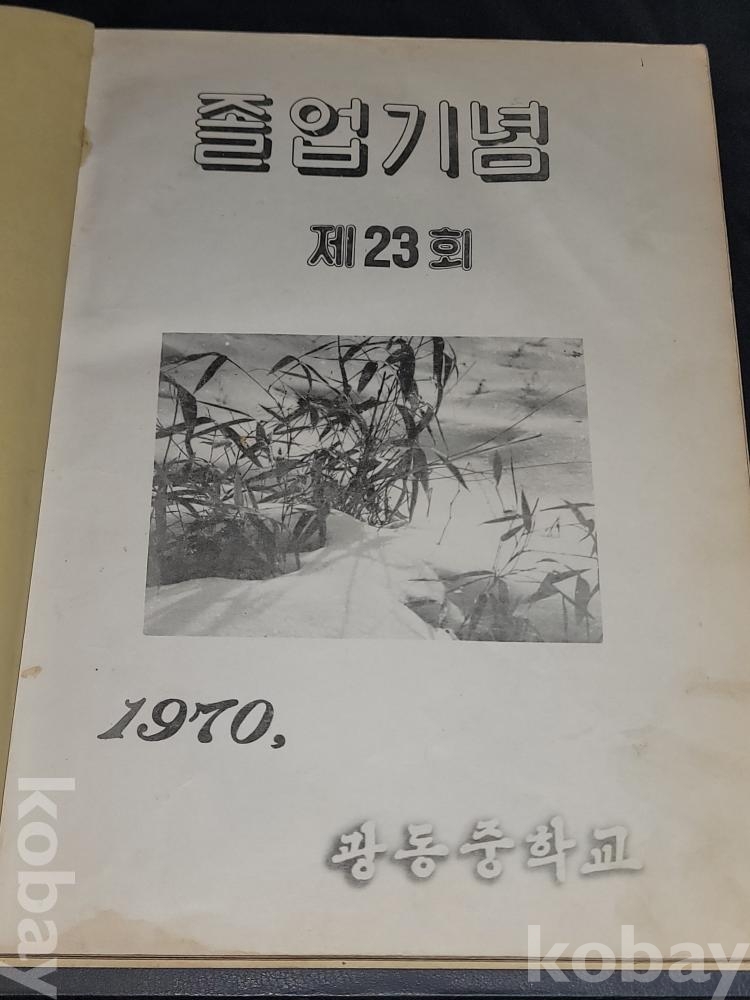 졸업기념
제23회
1970,
광동중학교
kobay
kobay